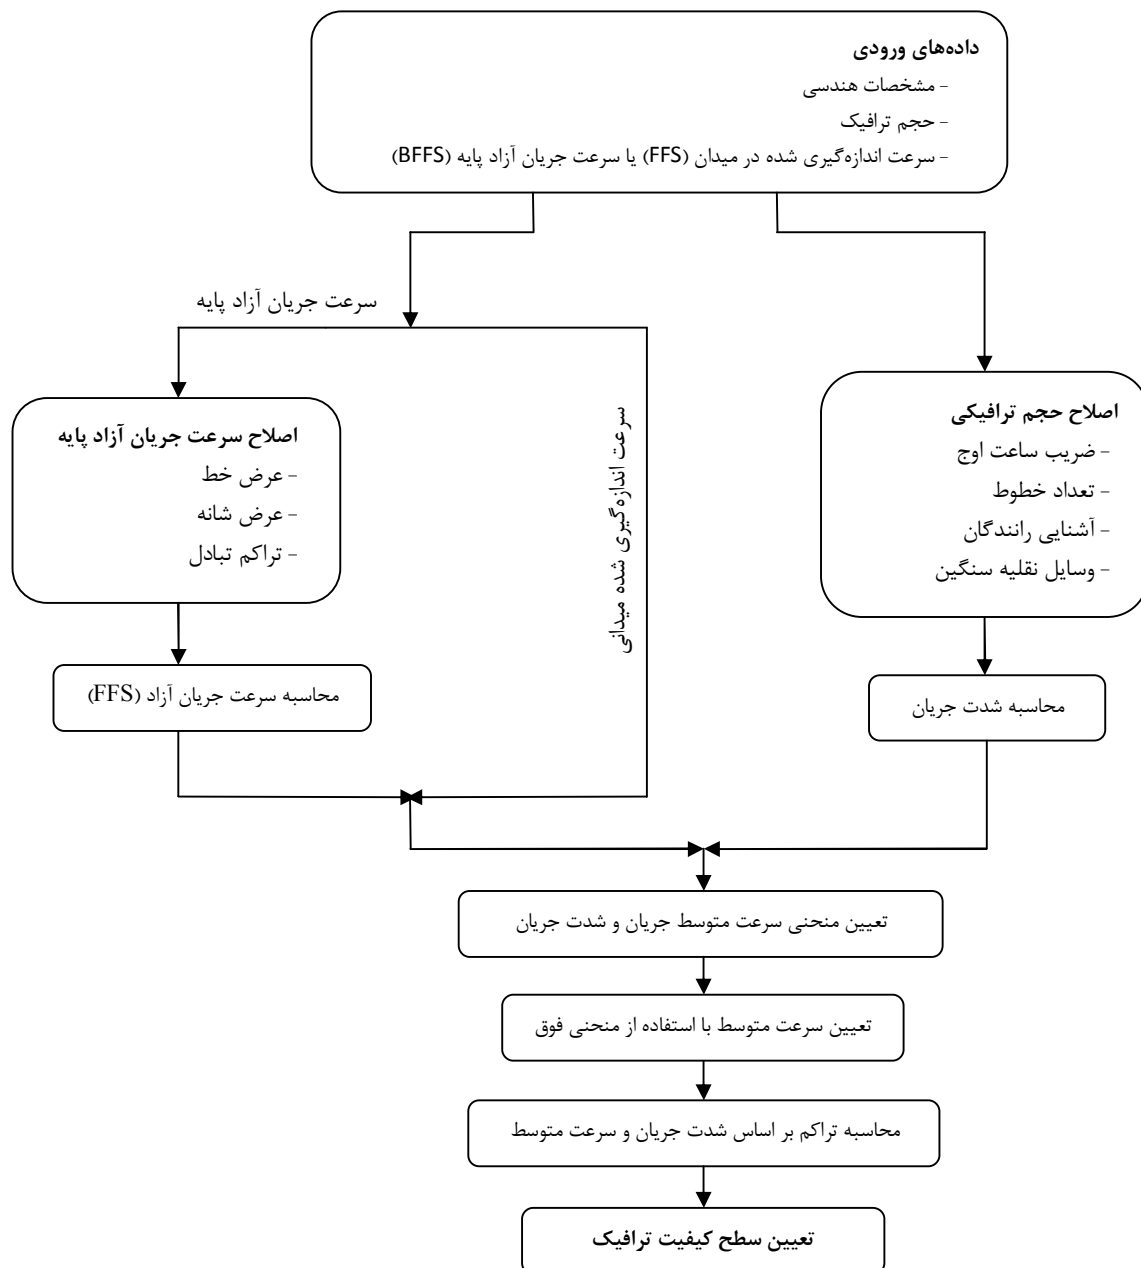 داده‌های ورودی
- مشخصات هندسی
- حجم ترافیک
- سرعت اندازه‌گیری شده در میدان (FFS) یا سرعت جریان آزاد پایه (BFFS)
سرعت جریان آزاد پایه
سرعت اندازه‌گیری شده میدانی
اصلاح حجم ترافیکی
- ضریب ساعت اوج
- تعداد خطوط
- آشنایی رانندگان
- وسایل نقلیه سنگین
اصلاح سرعت جریان آزاد پایه
- عرض خط
- عرض شانه
- تراکم تبادل
محاسبه سرعت جریان آزاد (FFS)
محاسبه شدت جریان
تعیین منحنی سرعت متوسط جریان و شدت جریان
تعیین سرعت متوسط با استفاده از منحنی فوق
محاسبه تراکم بر اساس شدت جریان و سرعت متوسط
تعیین سطح کیفیت ترافیک